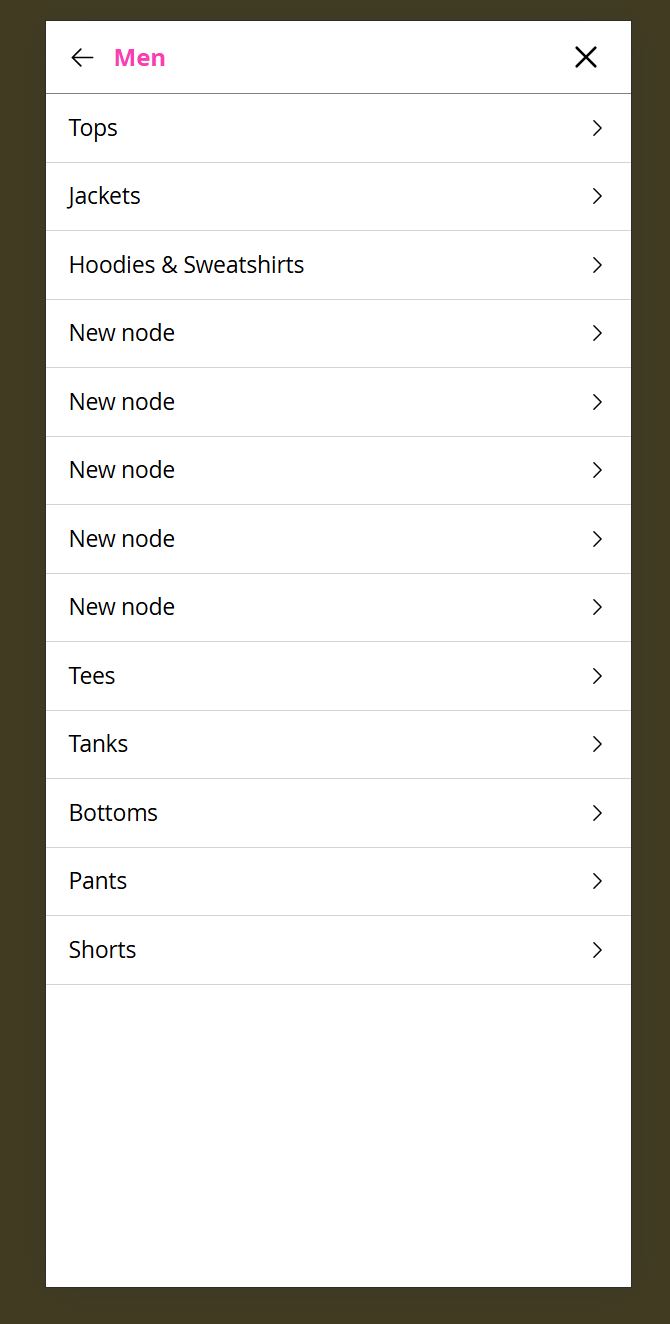 Men
Tops
Jackets
Hoodies & Sweatshirts
New node
New node
New node
New node
New node
Tees
Tanks
Bottoms
Pants
Shorts